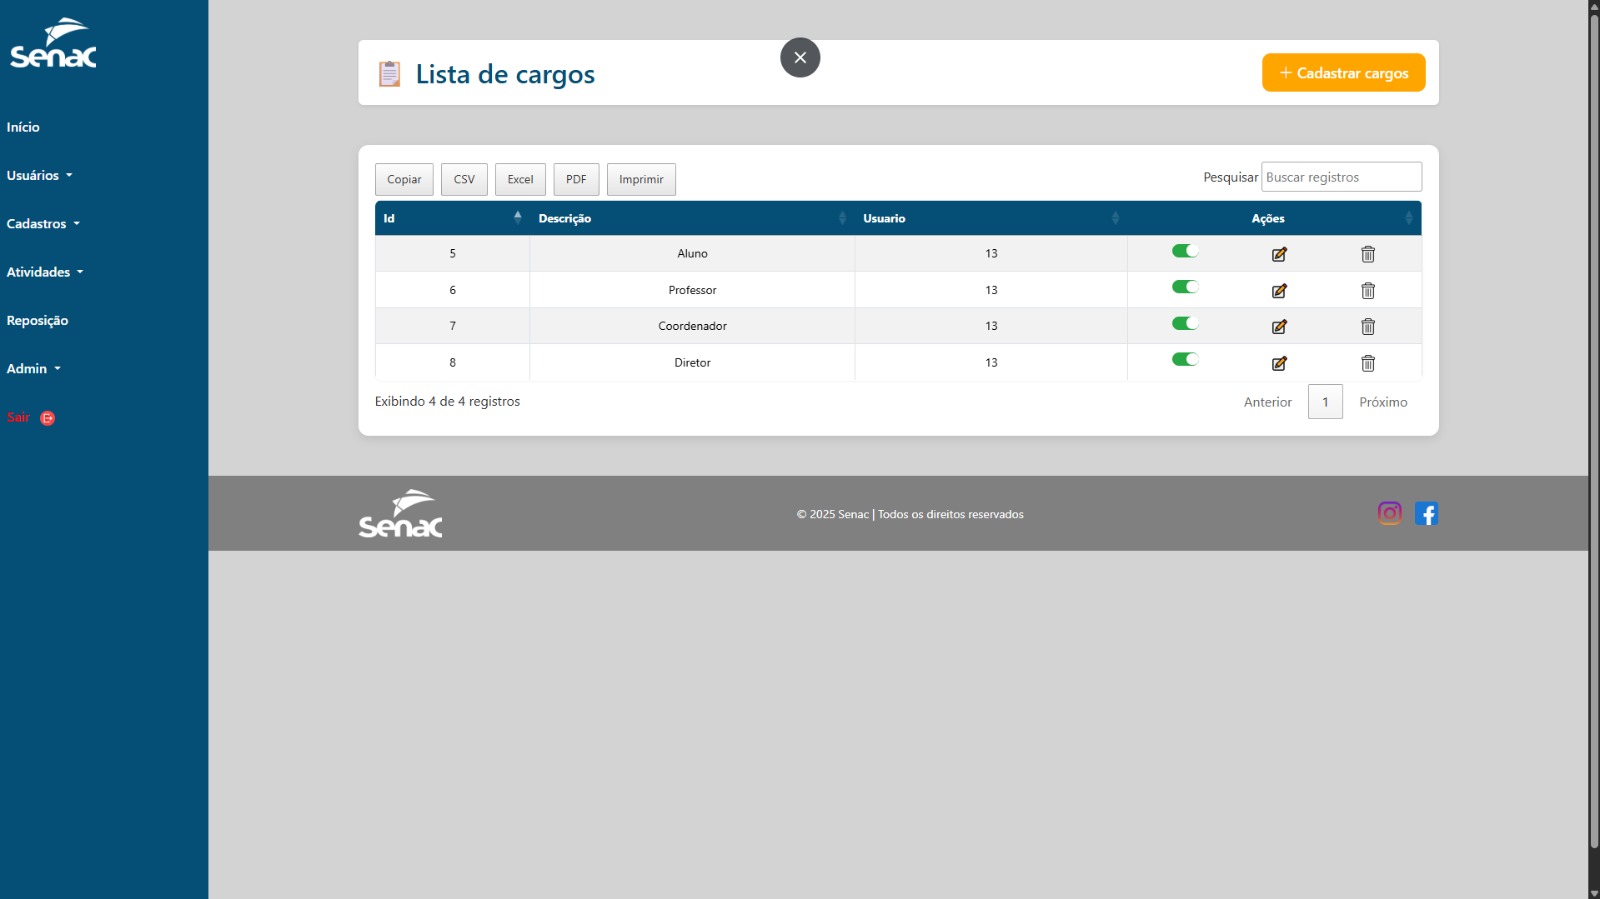 Senac
Início
Usuários
Cadastros
Atividades
Reposição
Admin
Sair
Lista de cargos
+ Cadastrar cargos
Copiar CSV Excel PDF Imprimir
Pesquisar Buscar registros
Id Descrição Usuario Ações
5 Aluno 13
6 Professor 13
7 Coordenador 13
8 Diretor 13
Exibindo 4 de 4 registros
Anterior 1 Próximo
Senac
© 2025 Senac | Todos os direitos reservados